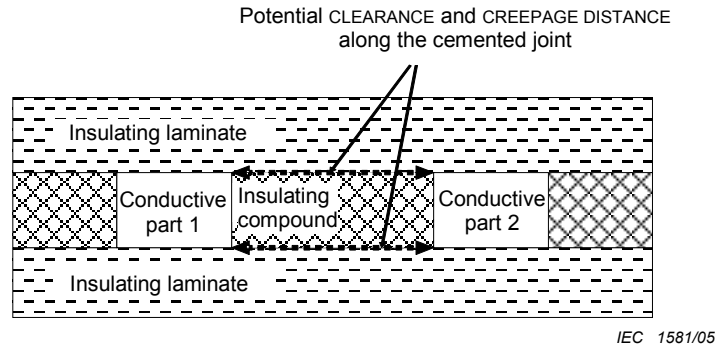 Potential CLEARANCE and CREEPAGE DISTANCE
along the cemented joint
Insulating laminate
Conductive
part 1
Insulating
compound
Conductive
part 2
Insulating laminate
IEC 1581/05